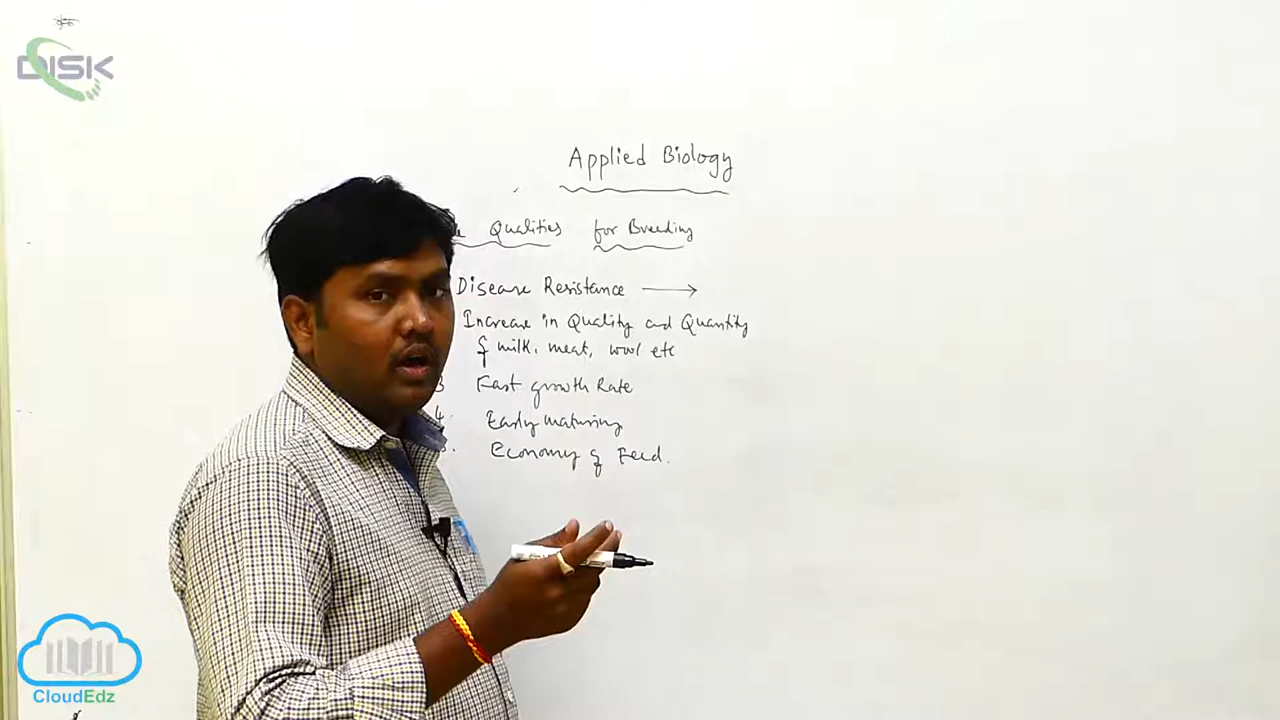 DISK
Applied Biology
Qualities for Breeding
Disease Resistance →
Increase in Quality and Quantity
of milk, meat, wool etc
3 Fast growth Rate
4. Early maturing
Economy of Feed.
CloudEdz